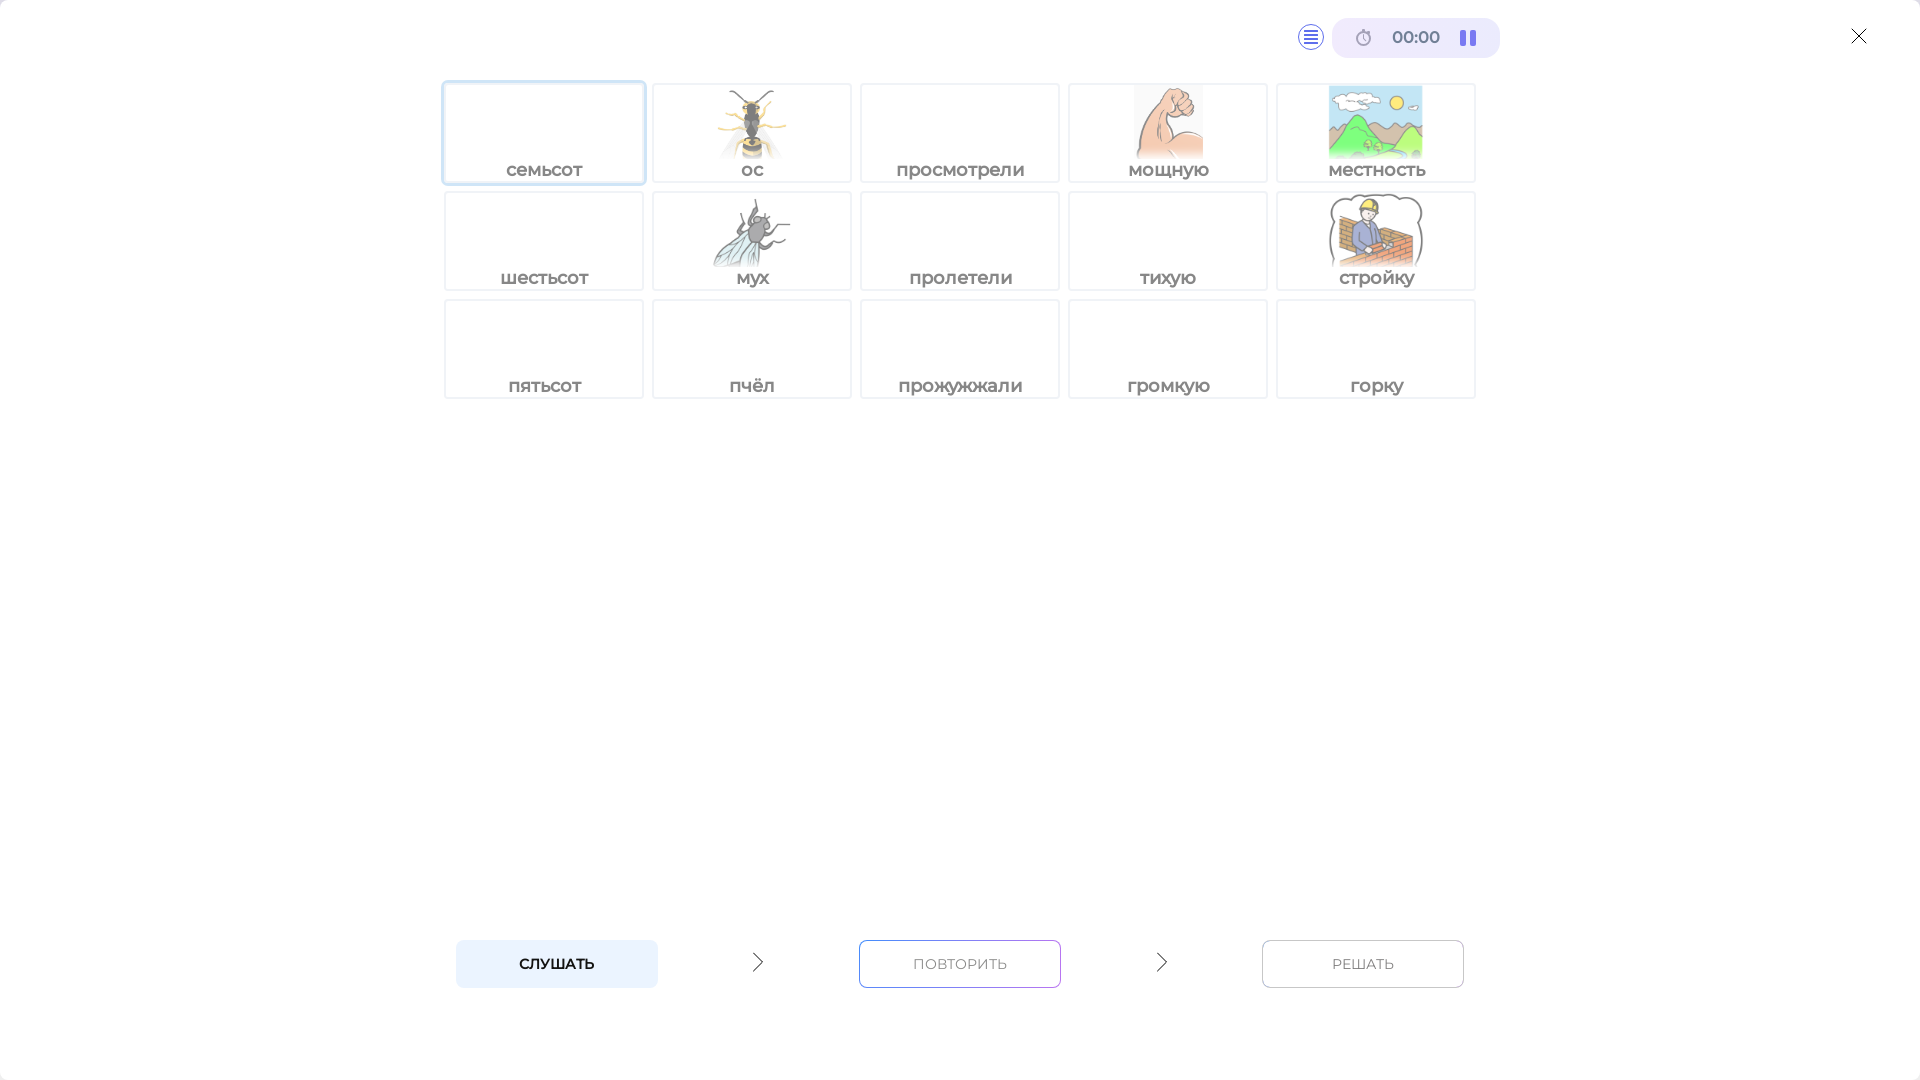 00:00
семьсот ос просмотрели мощную местность
шестьсот мух пролетели тихую стройку
пятьсот пчёл прожужжали громкую горку
СЛУШАТЬ ПОВТОРИТЬ РЕШАТЬ